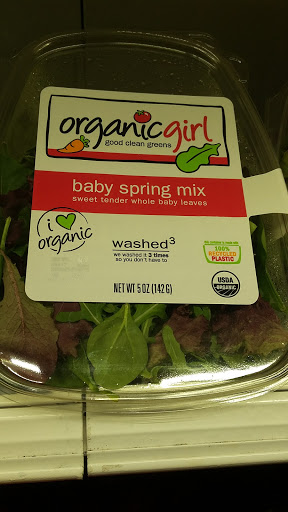 organicgirl
good clean greens
baby spring mix
sweet tender whole baby leaves
i
organic
washed³
we washed it 3 times
so you don't have to
100%
RECYCLED
PLASTIC
USDA
ORGANIC
NET WT 5 OZ (142 G)